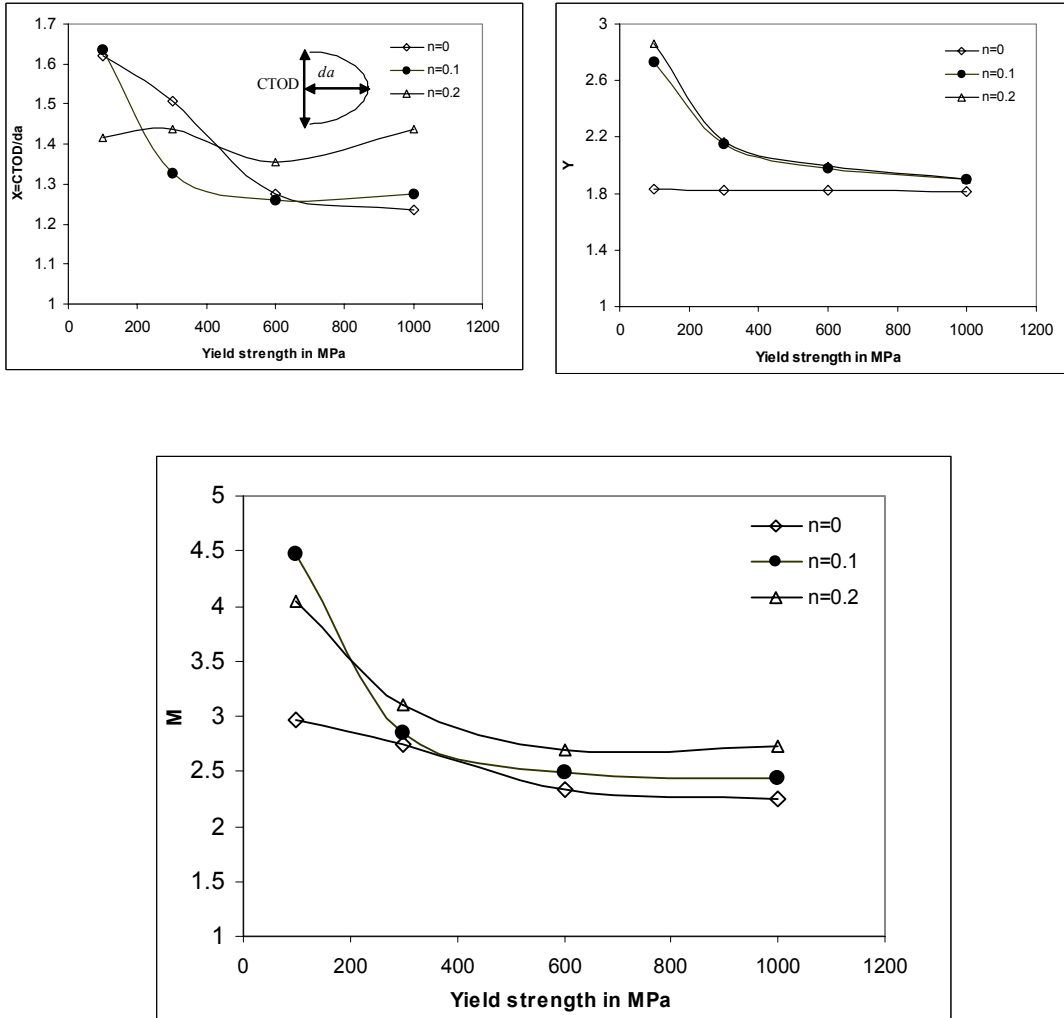 1.7
1.6
1.5
1.4
1.3
1.2
1.1
1
0 200 400 600 800 1000 1200
X=CTOD/da
Yield strength in MPa
CTOD
da
n=0
n=0.1
n=0.2
3
2.6
2.2
1.8
1.4
1
0 200 400 600 800 1000 1200
Y
Yield strength in MPa
n=0
n=0.1
n=0.2
5
4.5
4
3.5
3
2.5
2
1.5
1
0 200 400 600 800 1000 1200
M
Yield strength in MPa
n=0
n=0.1
n=0.2